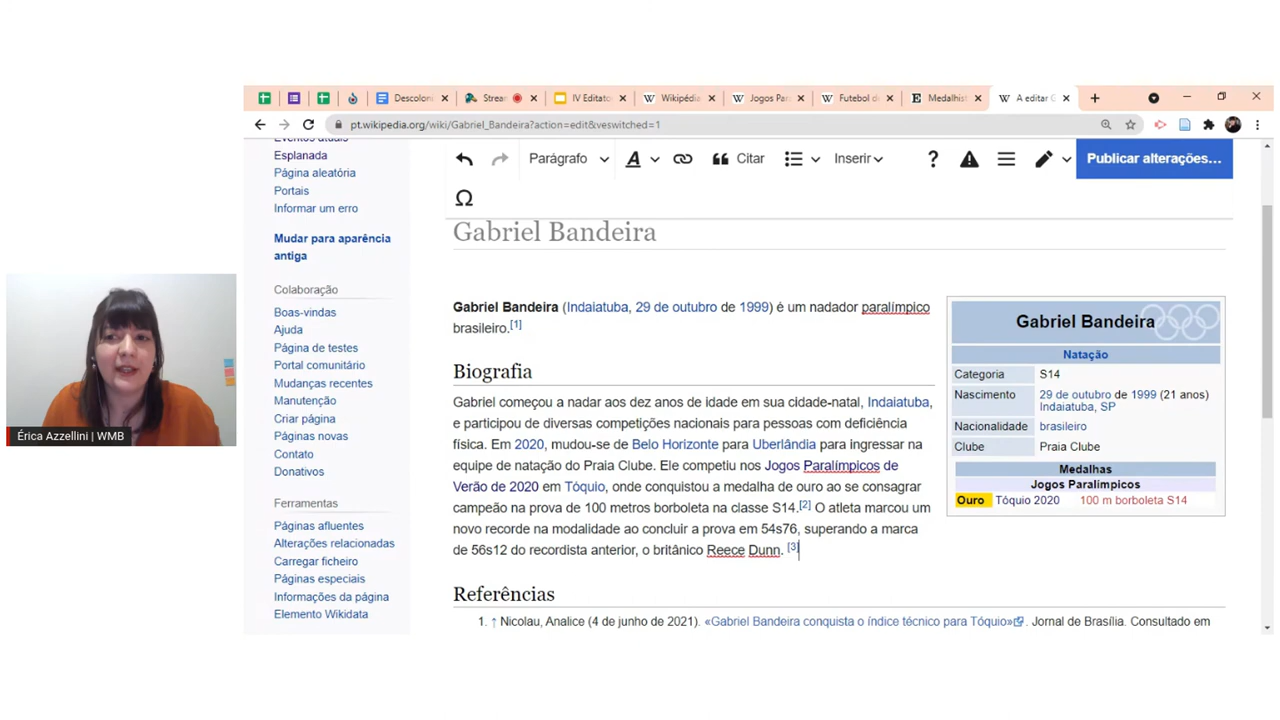 Descolon
Strea
IV Editato
Wikipédi
Jogos Par
Futebol d
Medalhist
A editar G
pt.wikipedia.org/wiki/Gabriel_Bandeira?action=edit&veswitched=1
Eventos atuais
Esplanada
Página aleatória
Portais
Informar um erro
Mudar para aparência
antiga
Colaboração
Boas-vindas
Ajuda
Página de testes
Portal comunitário
Mudanças recentes
Manutenção
Criar página
Páginas novas
Contato
Donativos
Ferramentas
Páginas afluentes
Alterações relacionadas
Carregar ficheiro
Páginas especiais
Informações da página
Elemento Wikidata
Parágrafo
A
Citar
Inserir
?
Publicar alterações...
Ω
Gabriel Bandeira
Gabriel Bandeira (Indaiatuba, 29 de outubro de 1999) é um nadador paralímpico
brasileiro.[1]
Biografia
Gabriel começou a nadar aos dez anos de idade em sua cidade-natal, Indaiatuba,
e participou de diversas competições nacionais para pessoas com deficiência
física. Em 2020, mudou-se de Belo Horizonte para Uberlândia para ingressar na
equipe de natação do Praia Clube. Ele competiu nos Jogos Paralímpicos de
Verão de 2020 em Tóquio, onde conquistou a medalha de ouro ao se consagrar
campeão na prova de 100 metros borboleta na classe S14.[2] O atleta marcou um
novo recorde na modalidade ao concluir a prova em 54s76, superando a marca
de 56s12 do recordista anterior, o britânico Reece Dunn. [3]
Referências
1. ↑ Nicolau, Analice (4 de junho de 2021). «Gabriel Bandeira conquista o índice técnico para Tóquio». Jornal de Brasília. Consultado em
Gabriel Bandeira
Natação
Categoria S14
Nascimento 29 de outubro de 1999 (21 anos)
Indaiatuba, SP
Nacionalidade brasileiro
Clube Praia Clube
Medalhas
Jogos Paralímpicos
Ouro Tóquio 2020 100 m borboleta S14
Érica Azzellini | WMB